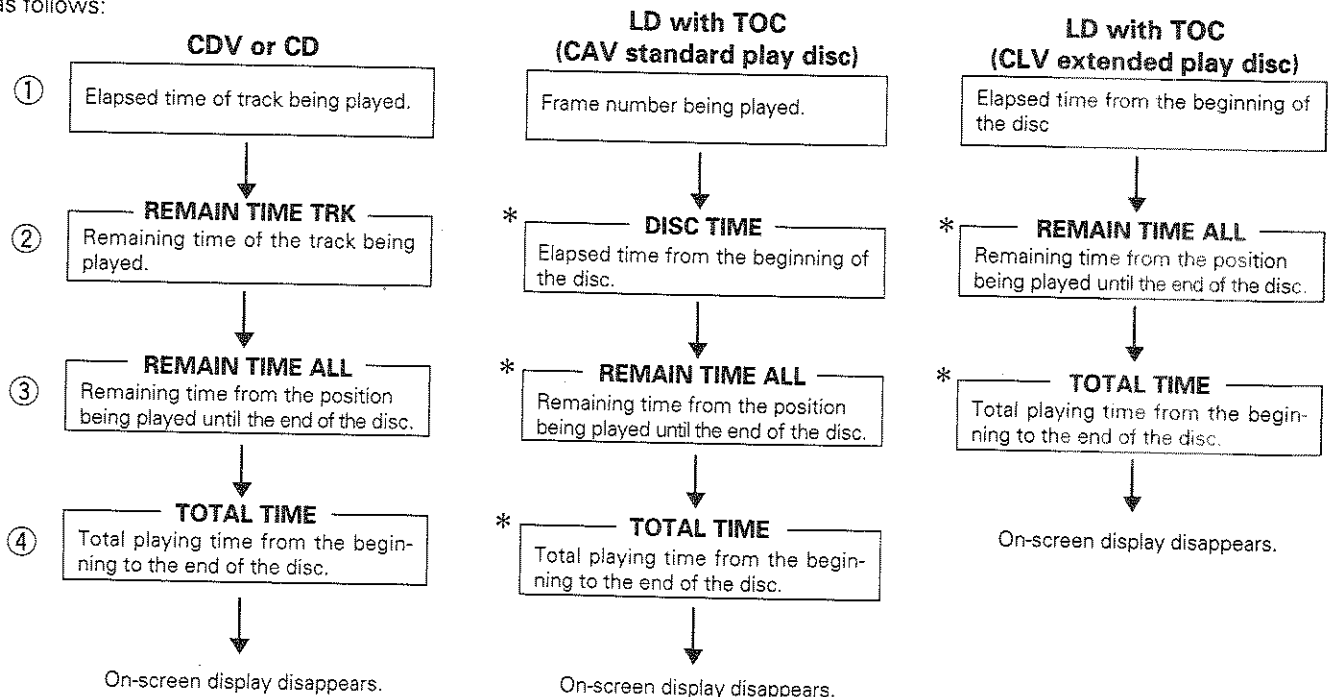 as follows:
CDV or CD
① Elapsed time of track being played.
REMAIN TIME TRK
② Remaining time of the track being
played.
REMAIN TIME ALL
③ Remaining time from the position
being played until the end of the disc.
TOTAL TIME
④ Total playing time from the begin-
ning to the end of the disc.
On-screen display disappears.
LD with TOC
(CAV standard play disc)
Frame number being played.
* DISC TIME
Elapsed time from the beginning of
the disc.
* REMAIN TIME ALL
Remaining time from the position
being played until the end of the disc.
* TOTAL TIME
Total playing time from the begin-
ning to the end of the disc.
On-screen display disappears.
LD with TOC
(CLV extended play disc)
Elapsed time from the beginning of
the disc
* REMAIN TIME ALL
Remaining time from the position
being played until the end of the disc.
* TOTAL TIME
Total playing time from the begin-
ning to the end of the disc.
On-screen display disappears.